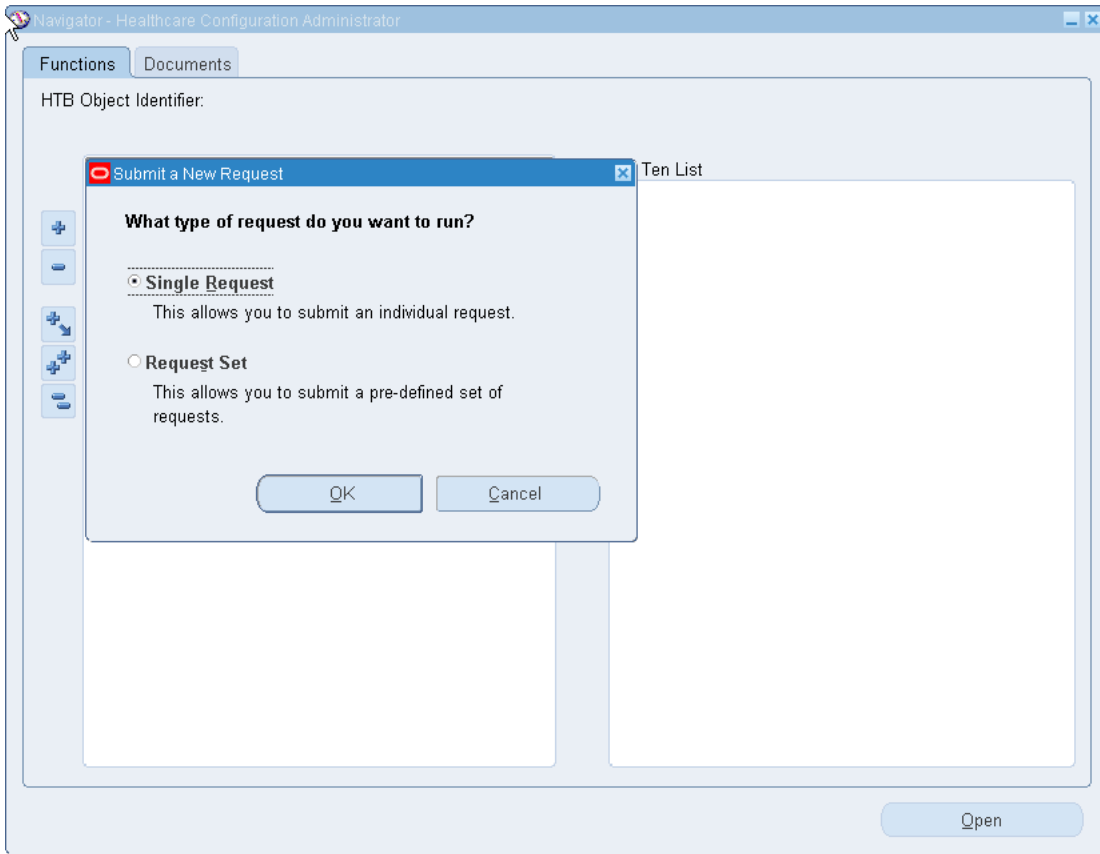 Navigator - Healthcare Configuration Administrator
Functions
Documents
HTB Object Identifier:
Submit a New Request
Ten List
What type of request do you want to run?
Single Request
This allows you to submit an individual request.
Request Set
This allows you to submit a pre-defined set of
requests.
OK
Cancel
Open